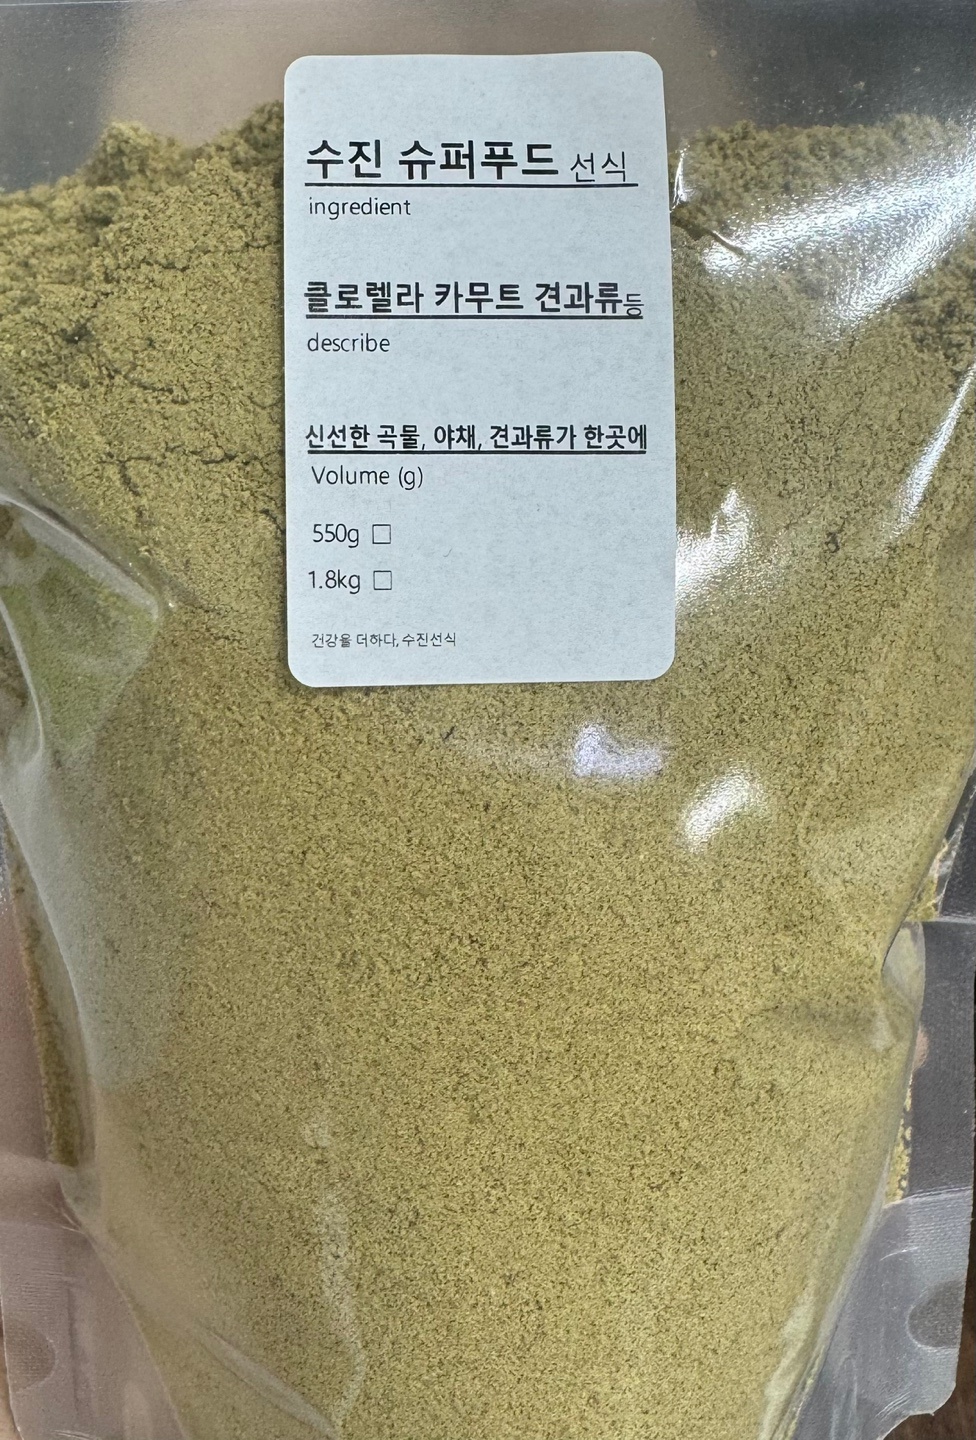 수진 슈퍼푸드 선식
ingredient
클로렐라 카무트 견과류등
describe
신선한 곡물, 야채, 견과류가 한곳에
Volume (g)
550g □
1.8kg □
건강을 더하다, 수진선식